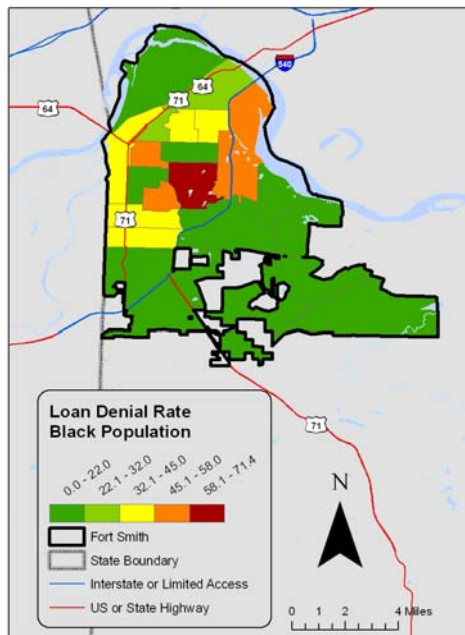 540
64
71
64
71
71
Loan Denial Rate
Black Population
0.0 - 22.0
22.1 - 32.0
32.1 - 45.0
45.1 - 58.0
58.1 - 71.4
Fort Smith
State Boundary
Interstate or Limited Access
US or State Highway
N
0 1 2 4 Miles